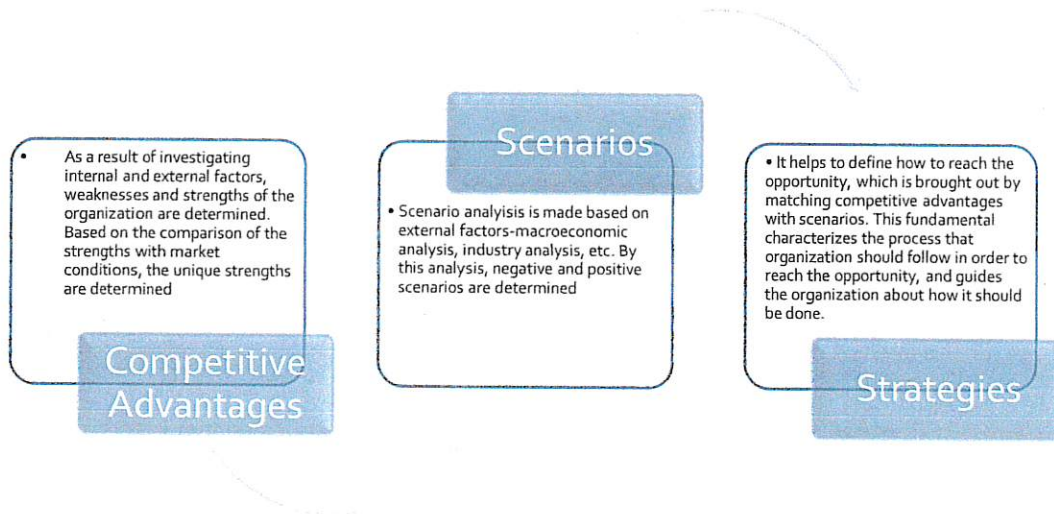 • As a result of investigating
internal and external factors,
weaknesses and strengths of the
organization are determined.
Based on the comparison of the
strengths with market
conditions, the unique strengths
are determined
Competitive
Advantages
Scenarios
• Scenario analyisis is made based on
external factors-macroeconomic
analysis, industry analysis, etc. By
this analysis, negative and positive
scenarios are determined
• It helps to define how to reach the
opportunity, which is brought out by
matching competitive advantages
with scenarios. This fundamental
characterizes the process that
organization should follow in order to
reach the opportunity, and guides
the organization about how it should
be done.
Strategies